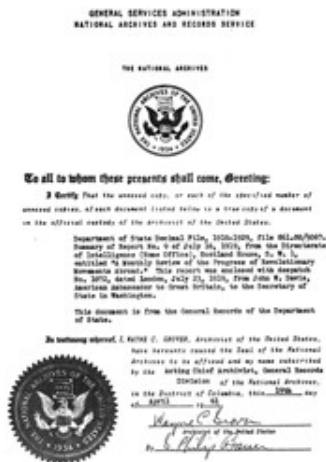 GENERAL SERVICES ADMINISTRATION
NATIONAL ARCHIVES AND RECORDS SERVICE
THE NATIONAL ARCHIVES
To all to whom these presents shall come, Greeting:
I Certify That the annexed copy, or each of the specified number of
annexed copies, of each document listed below is a true copy of a document
in the official custody of the Archivist of the United States.
Department of State Decimal File, 1910-1929, file
Summary of Report No. 9 of July 16, 1919, from the Directorate
of Intelligence (Home Office), Scotland House, S. W. 1,
entitled "A Monthly Review of the Progress of Revolutionary
Movements Abroad." This report was enclosed with despatch
No. dated London, July 23, 1919, from John W. Davis,
American Ambassador to Great Britain, to the Secretary of
State in Washington.
This document is from the General Records of the Department
of State.
In testimony whereof, I, WAYNE C. GROVER, Archivist of the United States,
have hereunto caused the Seal of the National
Archives to be affixed and my name subscribed
by the Acting Chief Archivist, General Records
Division of the National Archives,
in the District of Columbia, this
of April 61
Wayne C. Grover
Archivist of the United States
By